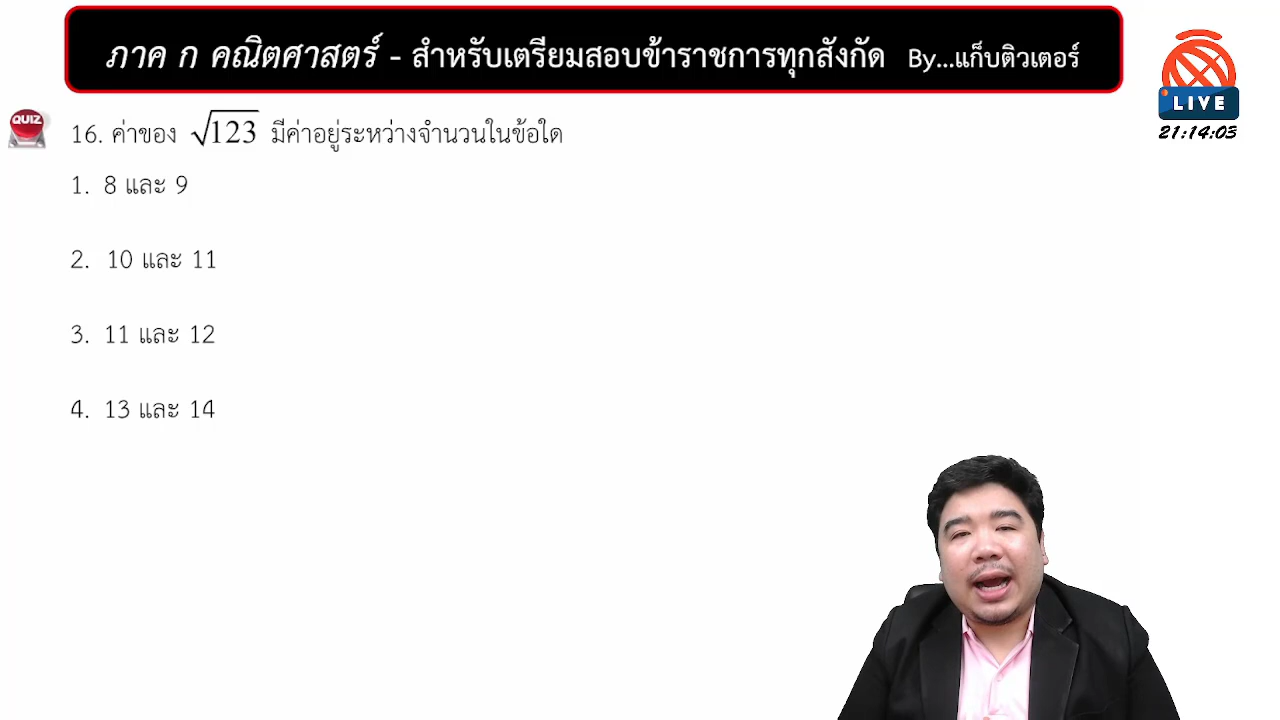 ภาค ก คณิตศาสตร์ - สำหรับเตรียมสอบข้าราชการทุกสังกัด By...แก็บติวเตอร์
LIVE
21:14:03
QUIZ
16. ค่าของ √123 มีค่าอยู่ระหว่างจำนวนในข้อใด
1. 8 และ 9
2. 10 และ 11
3. 11 และ 12
4. 13 และ 14